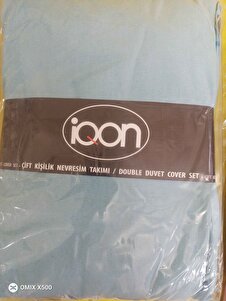 iqon
ÇİFT KİŞİLİK NEVRESİM TAKIMI / DOUBLE DUVET COVER SET
OMIX X500